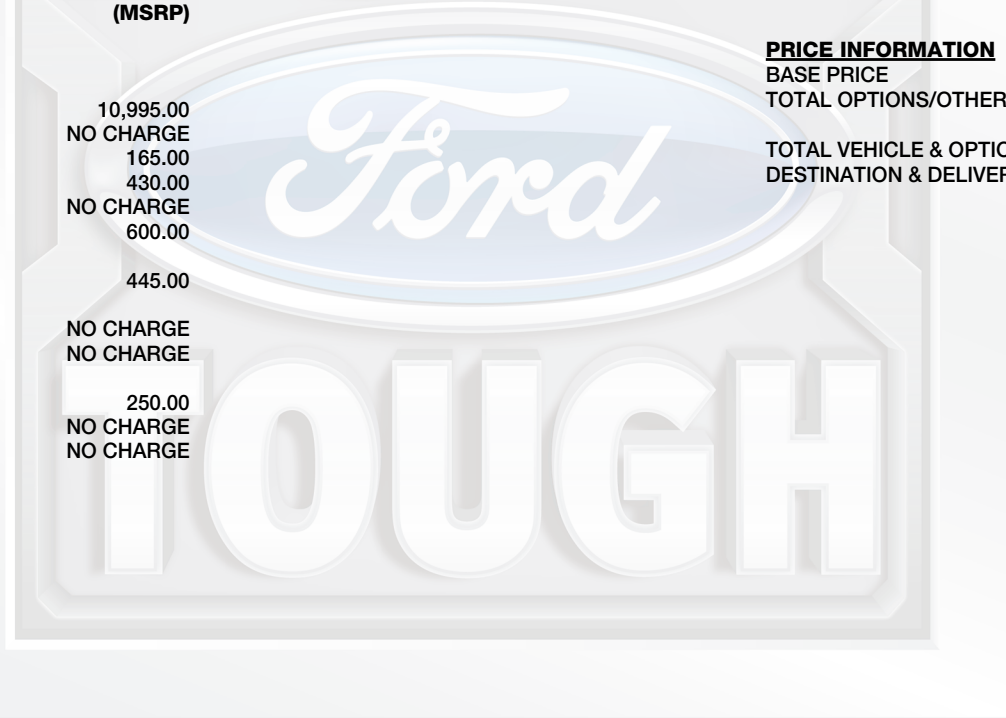 (MSRP)
10,995.00
NO CHARGE
165.00
430.00
NO CHARGE
600.00
445.00
NO CHARGE
NO CHARGE
250.00
NO CHARGE
NO CHARGE
PRICE INFORMATION
BASE PRICE
TOTAL OPTIONS/OTHER
TOTAL VEHICLE & OPTIO
DESTINATION & DELIVER
Ford
TOUGH